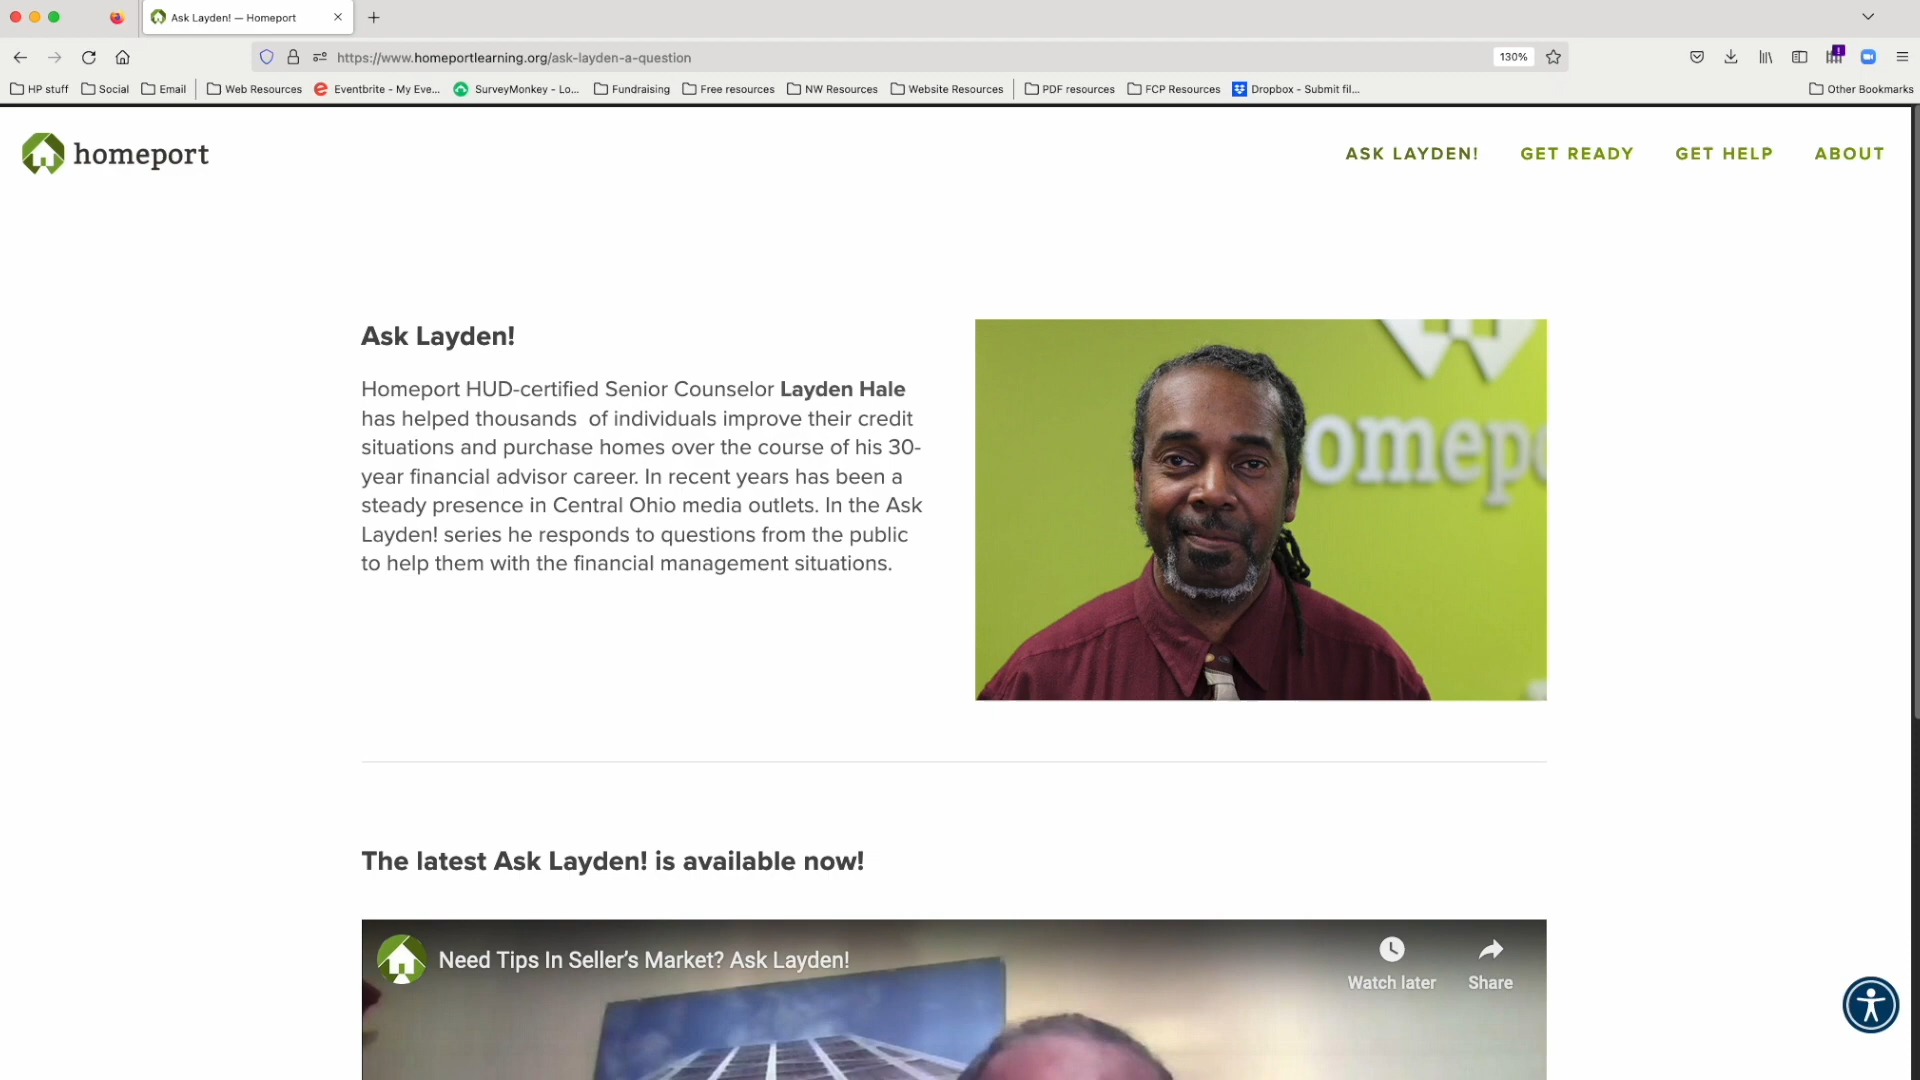 Ask Layden! — Homeport
https://www.homeportlearning.org/ask-layden-a-question
130%
HP stuff
Social
Email
Web Resources
Eventbrite - My Eve...
SurveyMonkey - Lo...
Fundraising
Free resources
NW Resources
Website Resources
PDF resources
FCP Resources
Dropbox - Submit fil...
Other Bookmarks
homeport
ASK LAYDEN!
GET READY
GET HELP
ABOUT
Ask Layden!
Homeport HUD-certified Senior Counselor Layden Hale
has helped thousands  of individuals improve their credit
situations and purchase homes over the course of his 30-
year financial advisor career. In recent years has been a
steady presence in Central Ohio media outlets. In the Ask
Layden! series he responds to questions from the public
to help them with the financial management situations.
omepo
The latest Ask Layden! is available now!
Need Tips In Seller's Market? Ask Layden!
Watch later
Share